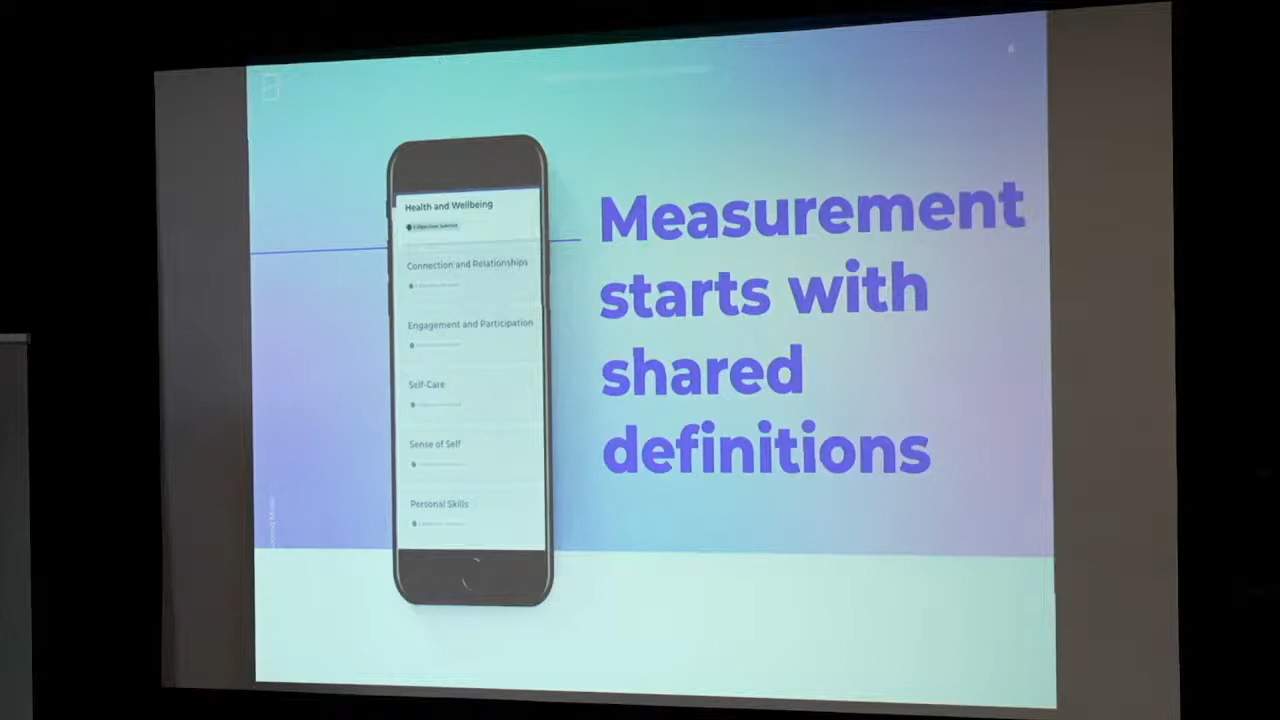 Health and Wellbeing
Connection and Relationships
Engagement and Participation
Self-Care
Sense of Self
Personal Skills
Measurement
starts with
shared
definitions